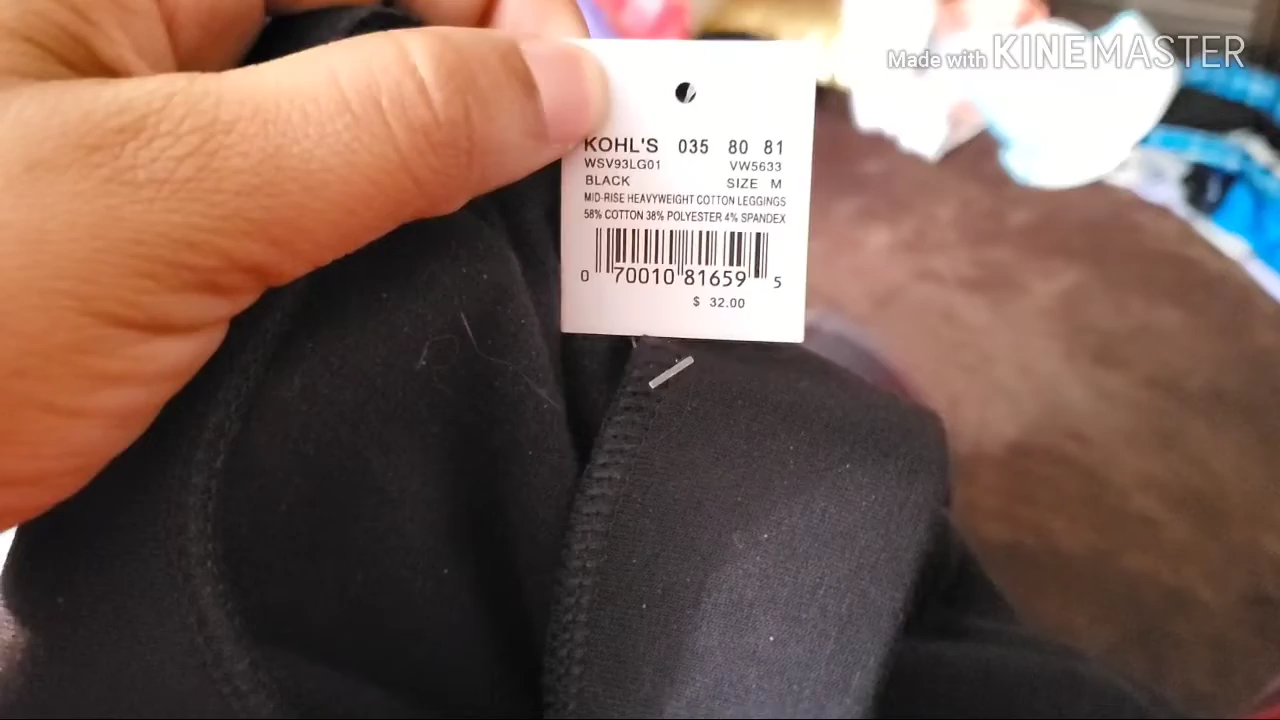 Made with KINEMASTER
KOHL'S 035 80 81
WSV93LG01 VW5633
BLACK SIZE M
MID-RISE HEAVYWEIGHT COTTON LEGGINGS
58% COTTON 38% POLYESTER 4% SPANDEX
0 70010 81659 5
$ 32.00